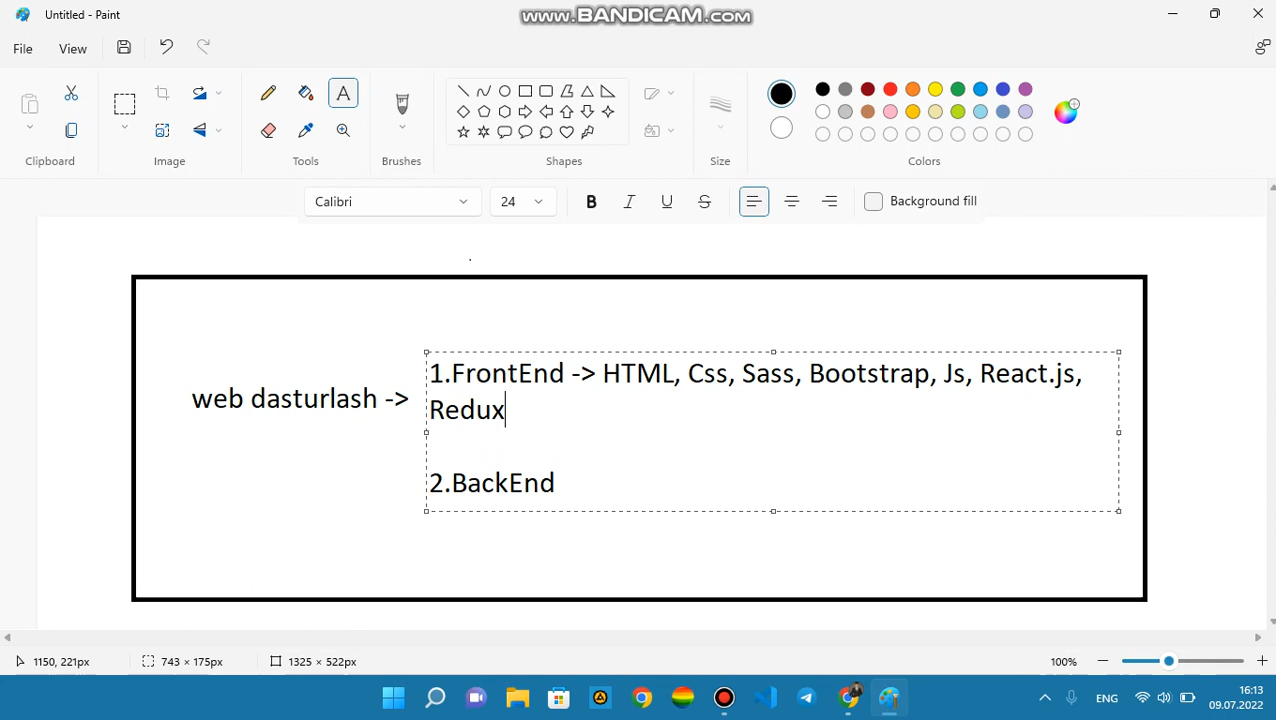 Untitled - Paint
www.BANDICAM.com
File View
Clipboard Image Tools Brushes Shapes Size Colors
Calibri 24 B I U S Background fill
1.FrontEnd -> HTML, Css, Sass, Bootstrap, Js, React.js,
web dasturlash ->
Redux
2.BackEnd
1150, 221px 743 × 175px 1325 × 522px 100%
ENG 16:13
09.07.2022